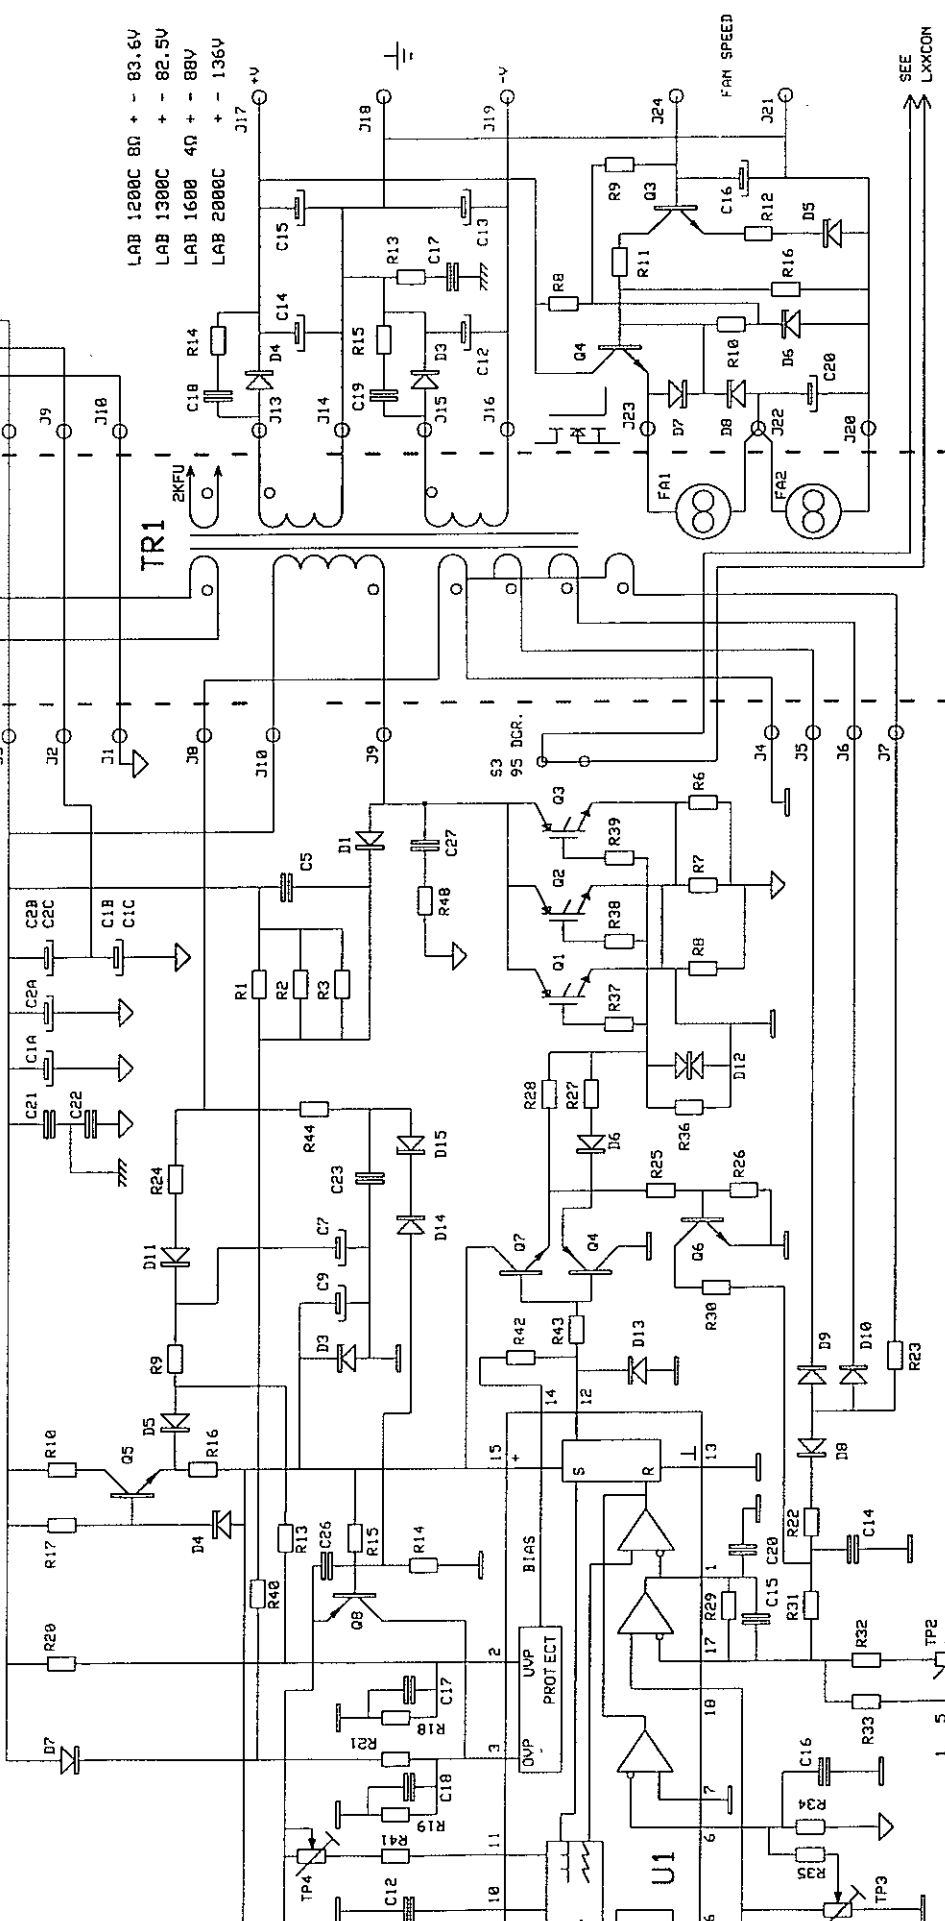 LAB 1200C 8Ω + - 83.6V
LAB 1300C + - 82.5V
LAB 1600 4Ω + - 88V
LAB 2000C + - 136V
J17
+V
J18
J19
-V
J24
FAN SPEED
J21
SEE
LXXCON
C15
R13
C17
C13
R9
Q3
C16
R12
D5
R11
R8
R16
R14
D4
C14
R15
D3
C12
Q4
R10
D6
C20
C18
J13
J14
C19
J15
J16
J23
D7
D8
J22
J20
J9
J10
2KFU
TR1
FA1
FA2
J2
J1
J8
J10
J9
S3
95 DGR.
J4
J5
J6
J7
D1
C5
C27
R48
Q3
R39
Q2
R38
Q1
R37
R6
R7
R8
C2B
C2C
C1B
C1C
C2A
C1A
C21
C22
R1
R2
R3
R28
R27
D12
R36
D6
R24
R44
C23
D15
D14
R25
R26
Q6
R30
D11
C7
C9
D3
Q7
Q4
R42
R43
D13
D9
D10
R23
R9
D5
R10
Q5
R16
R17
D4
14
12
15
+
S
R
13
D8
R22
C14
R13
C26
R15
R14
BIAS
1
C20
C15
R29
R31
R40
Q8
R20
2
UVP
PROTECT
OVP
17
R32
TP2
C17
R18
R21
18
R33
5
1
D7
3
C18
R19
7
C16
R34
6
R41
11
TP4
R35
U1
TP3
C12
10